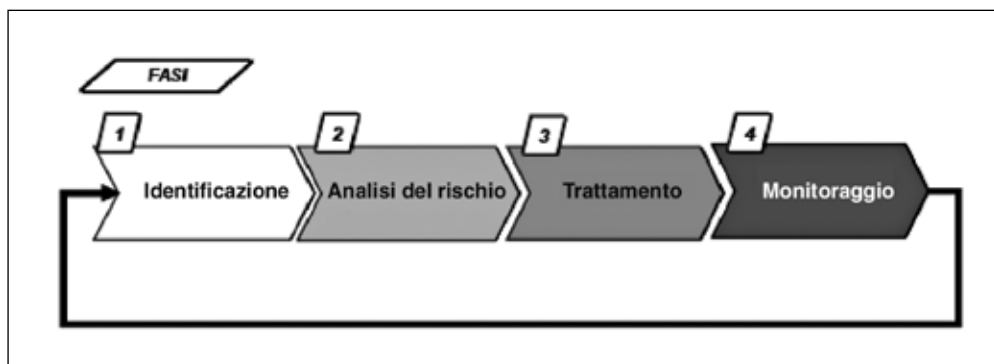 FASI
1
2
3
4
Identificazione
Analisi del rischio
Trattamento
Monitoraggio